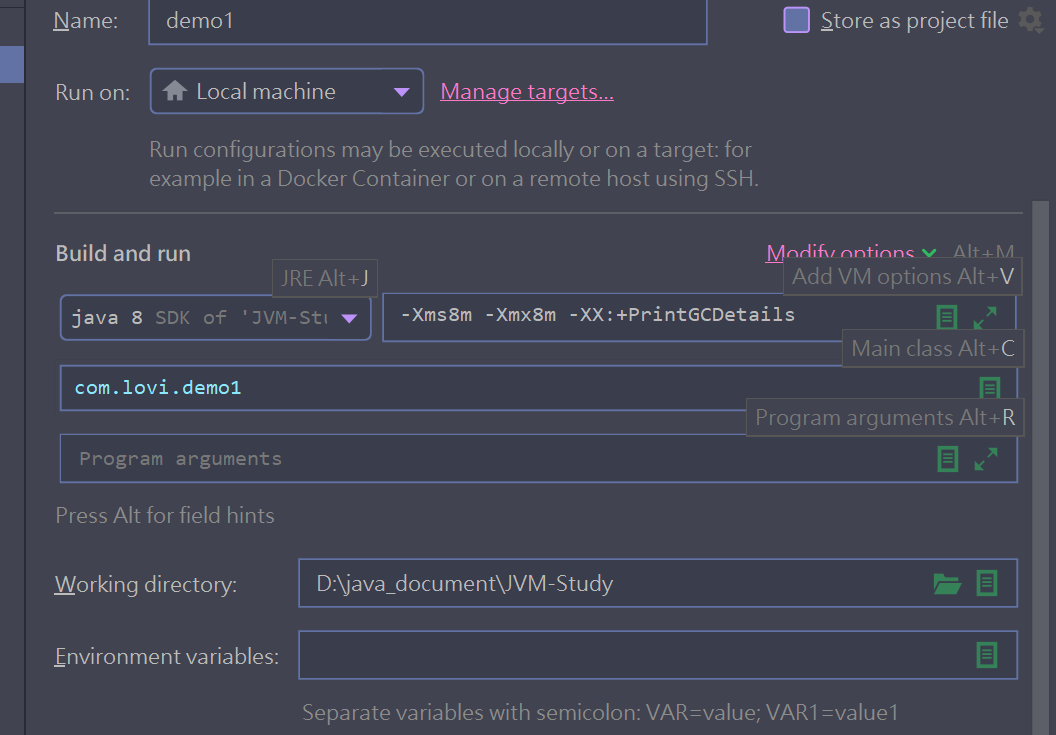 Name: demo1 Store as project file
Run on: Local machine Manage targets...
Run configurations may be executed locally or on a target: for
example in a Docker Container or on a remote host using SSH.
Build and run Modify options Alt+M
JRE Alt+J Add VM options Alt+V
java 8 SDK of 'JVM-Stu -Xms8m -Xmx8m -XX:+PrintGCDetails
Main class Alt+C
com.lovi.demo1
Program arguments Alt+R
Program arguments
Press Alt for field hints
Working directory: D:\java_document\JVM-Study
Environment variables:
Separate variables with semicolon: VAR=value; VAR1=value1